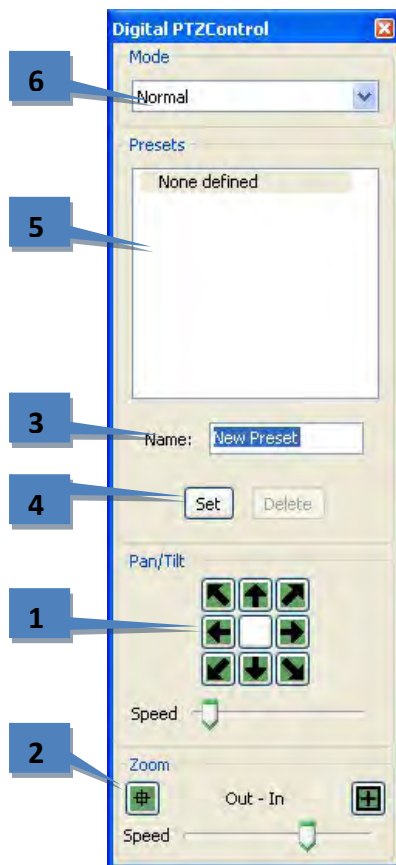 Digital PTZControl
Mode
6
Normal
Presets
None defined
5
3
Name: New Preset
4
Set Delete
Pan/Tilt
1
Speed
2
Zoom
Out - In
Speed